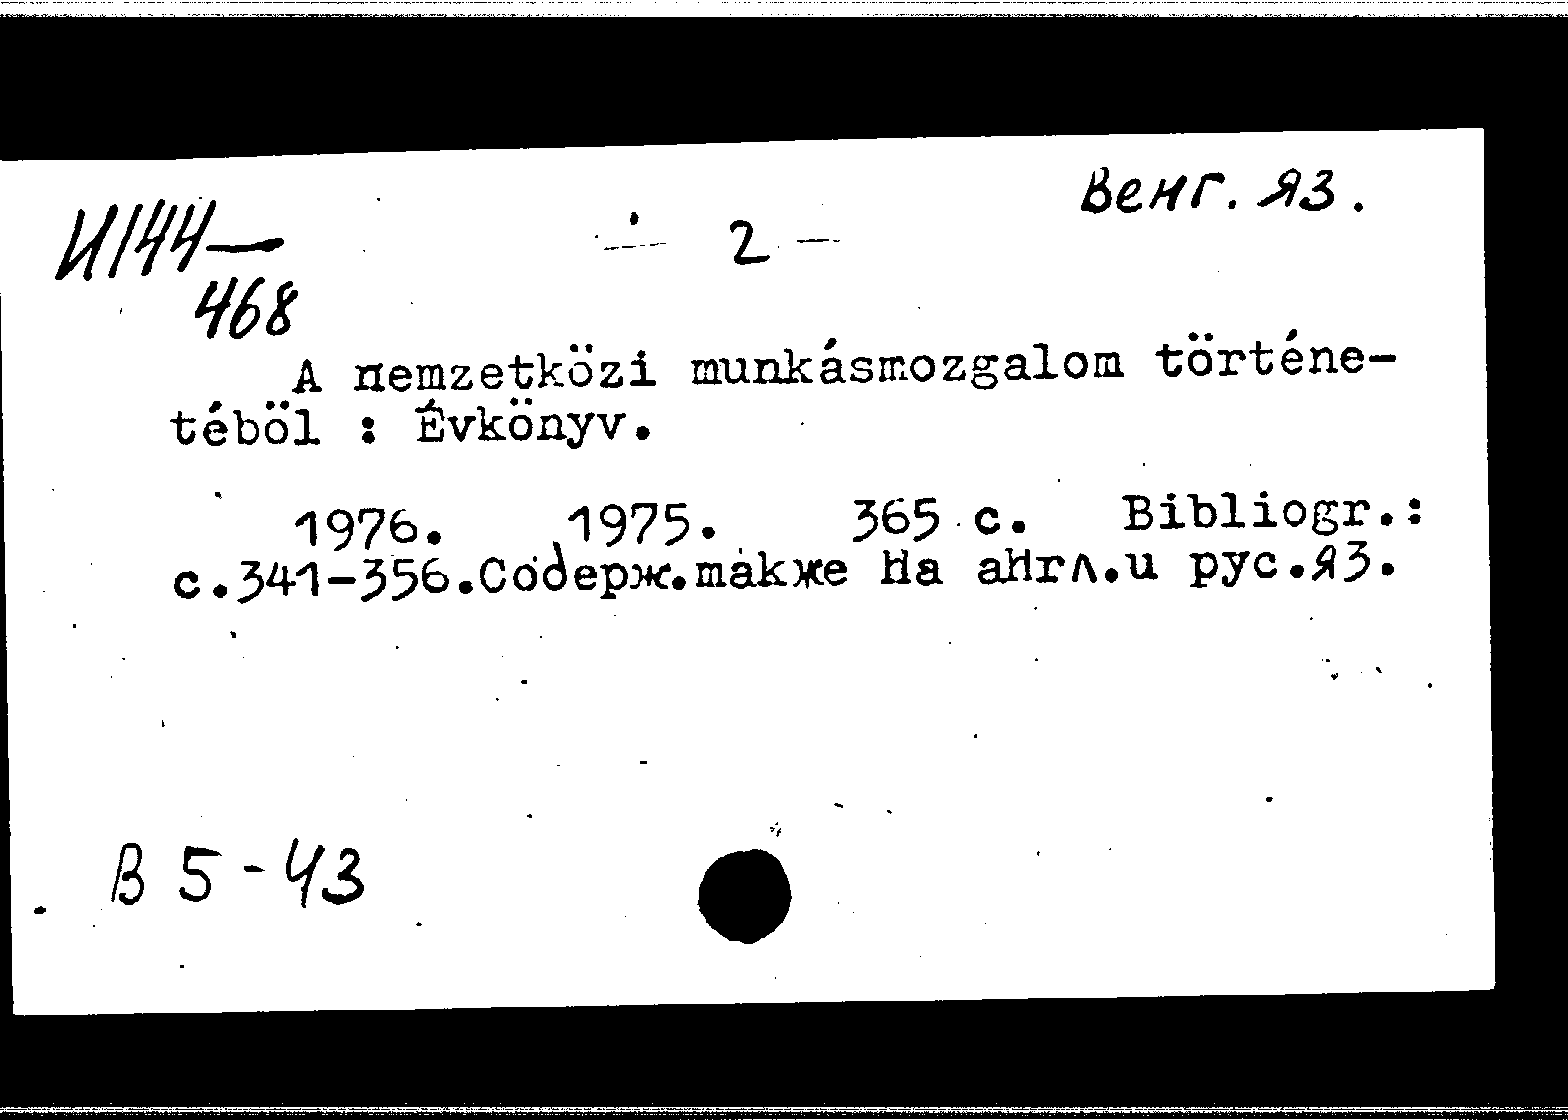 Венг. яз.
И144—
— 2 —
468
А nemzetközi munkásmozgalom történe-
téböl : Évkönyv.
1976. 1975. 365 с. Bibliogr.:
с.341-356.Содерж.также на англ.и рус.яз.
В 5-43